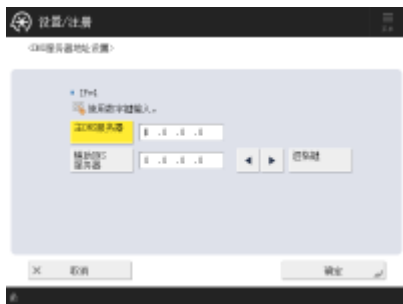 设置/注册
<DNS服务器地址设置>
IPv4
使用数字键输入。
主DNS服务器
0 .0 .0 .0
辅助DNS
服务器
0 .0 .0 .0
退格键
× 取消
确定